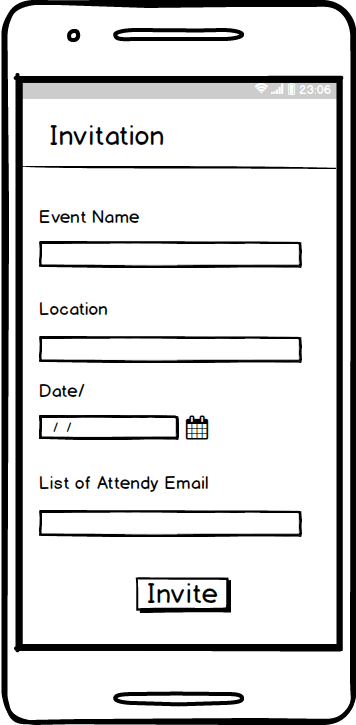 23:06
Invitation
Event Name
Location
Date/
/ /
List of Attendy Email
Invite